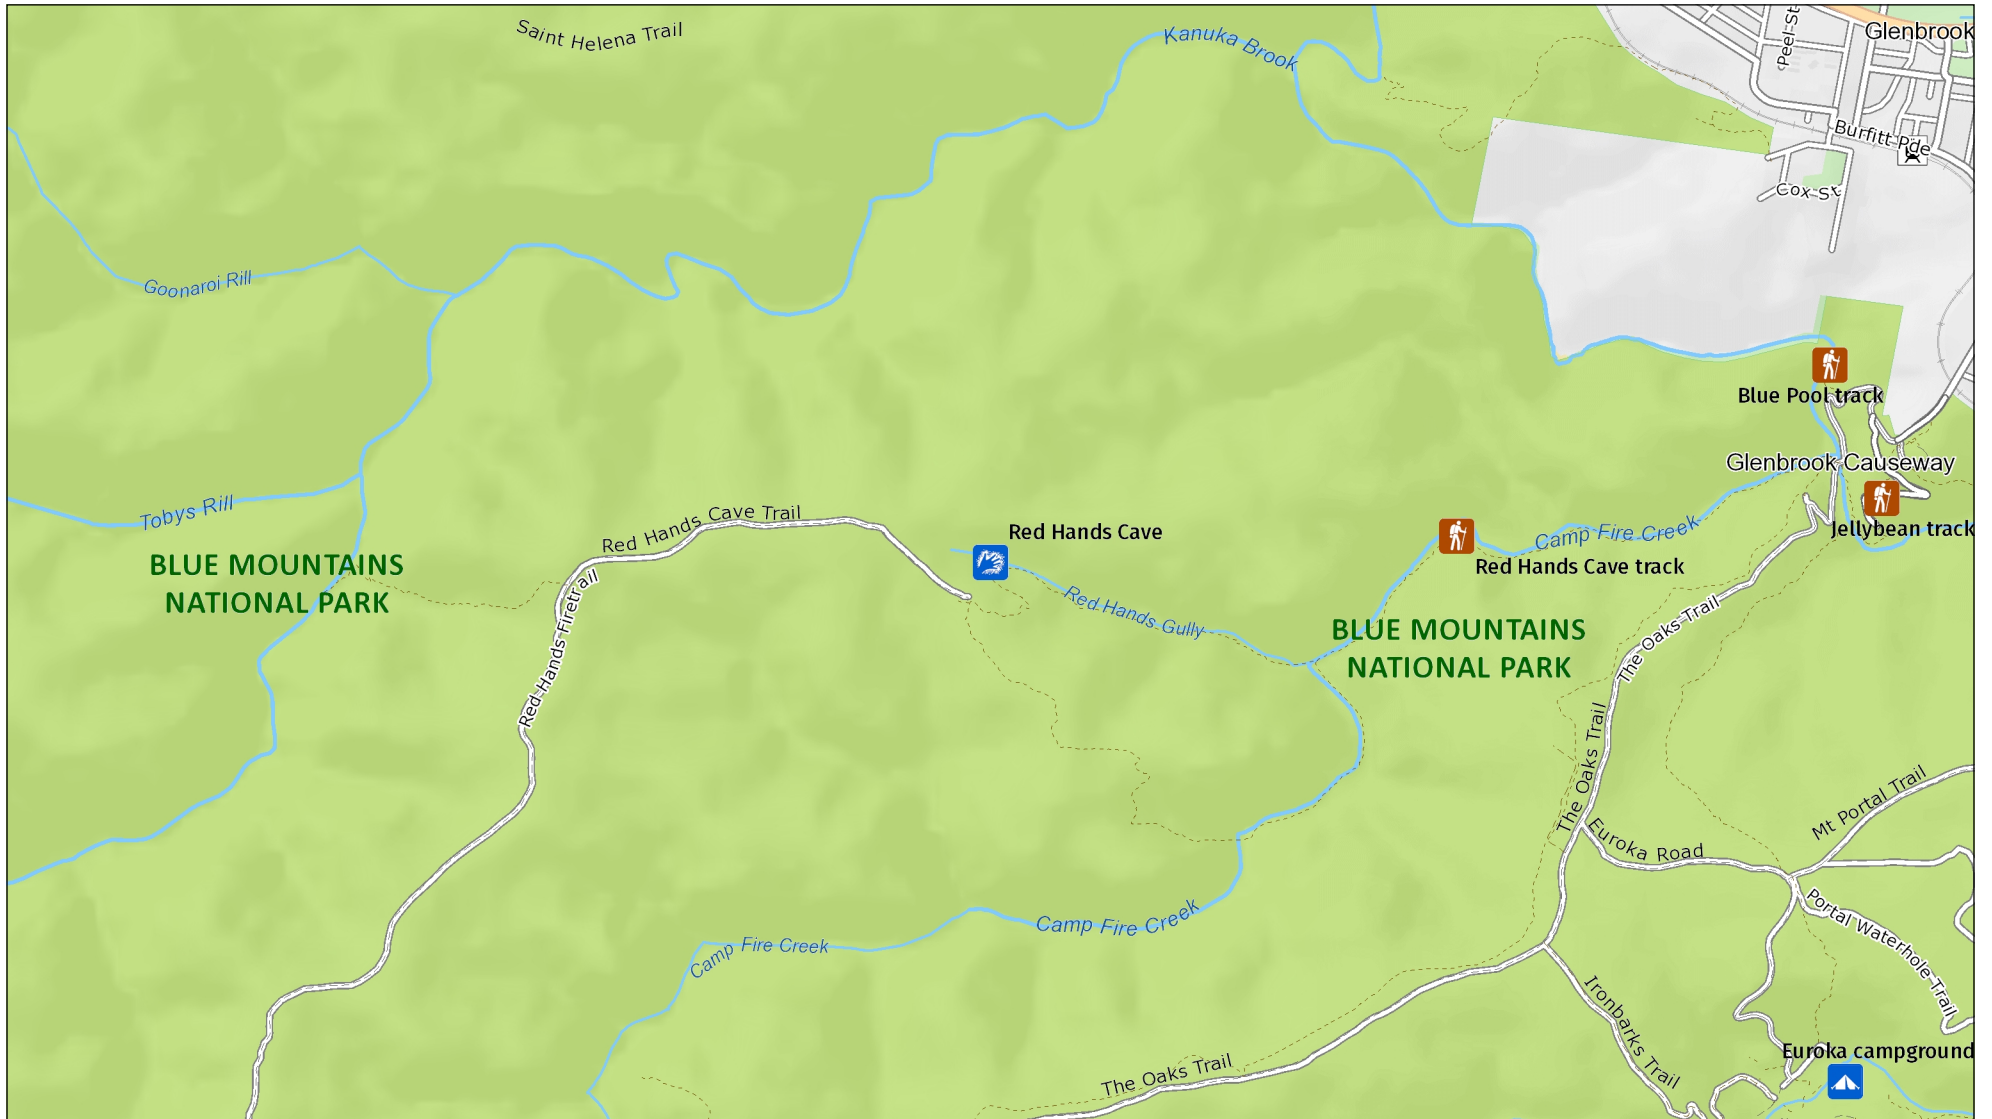 Saint Helena Trail
Kanuka Brook
Peel St
Glenbrook
Burfitt Pde
Cox St
Goonaroi Rill
Blue Pool track
Glenbrook Causeway
Tobys Rill
Red Hands Cave Trail
Red Hands Cave
Camp Fire Creek
Jellybean track
BLUE MOUNTAINS
NATIONAL PARK
Red Hands Cave track
Red Hands Firetrail
Red Hands Gully
The Oaks Trail
BLUE MOUNTAINS
NATIONAL PARK
The Oaks Trail
Mt Portal Trail
Euroka Road
Camp Fire Creek
Camp Fire Creek
Portal Waterhole Trail
Ironbarks Trail
The Oaks Trail
Euroka campground